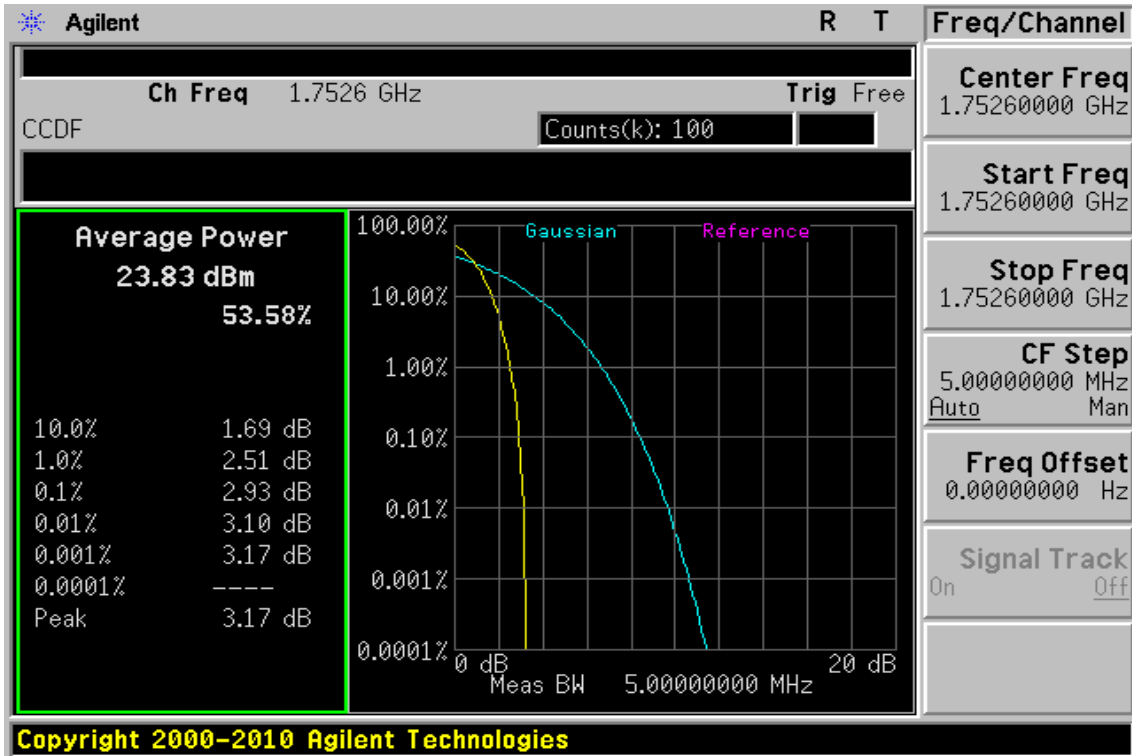 Agilent R T
Ch Freq 1.7526 GHz Trig Free
CCDF Counts(k): 100
Average Power
23.83 dBm
53.58%
10.0% 1.69 dB
1.0% 2.51 dB
0.1% 2.93 dB
0.01% 3.10 dB
0.001% 3.17 dB
0.0001% ----
Peak 3.17 dB
Gaussian Reference
100.00%
10.00%
1.00%
0.10%
0.01%
0.001%
0.0001%
0 dB 20 dB
Meas BW 5.00000000 MHz
Freq/Channel
Center Freq
1.75260000 GHz
Start Freq
1.75260000 GHz
Stop Freq
1.75260000 GHz
CF Step
5.00000000 MHz
Auto Man
Freq Offset
0.00000000 Hz
Signal Track
On Off
Copyright 2000-2010 Agilent Technologies